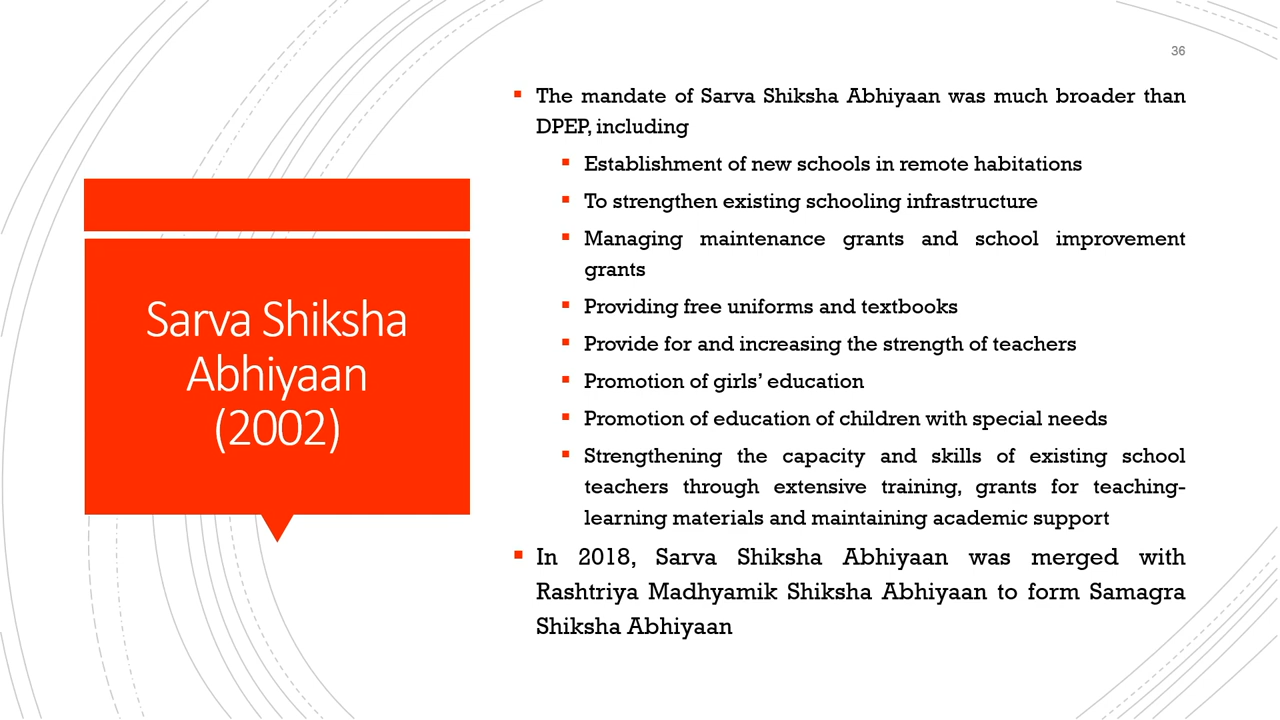 36
Sarva Shiksha
Abhiyaan
(2002)
▪ The mandate of Sarva Shiksha Abhiyaan was much broader than
DPEP, including
▪ Establishment of new schools in remote habitations
▪ To strengthen existing schooling infrastructure
▪ Managing maintenance grants and school improvement
grants
▪ Providing free uniforms and textbooks
▪ Provide for and increasing the strength of teachers
▪ Promotion of girls’ education
▪ Promotion of education of children with special needs
▪ Strengthening the capacity and skills of existing school
teachers through extensive training, grants for teaching-
learning materials and maintaining academic support
▪ In 2018, Sarva Shiksha Abhiyaan was merged with
Rashtriya Madhyamik Shiksha Abhiyaan to form Samagra
Shiksha Abhiyaan